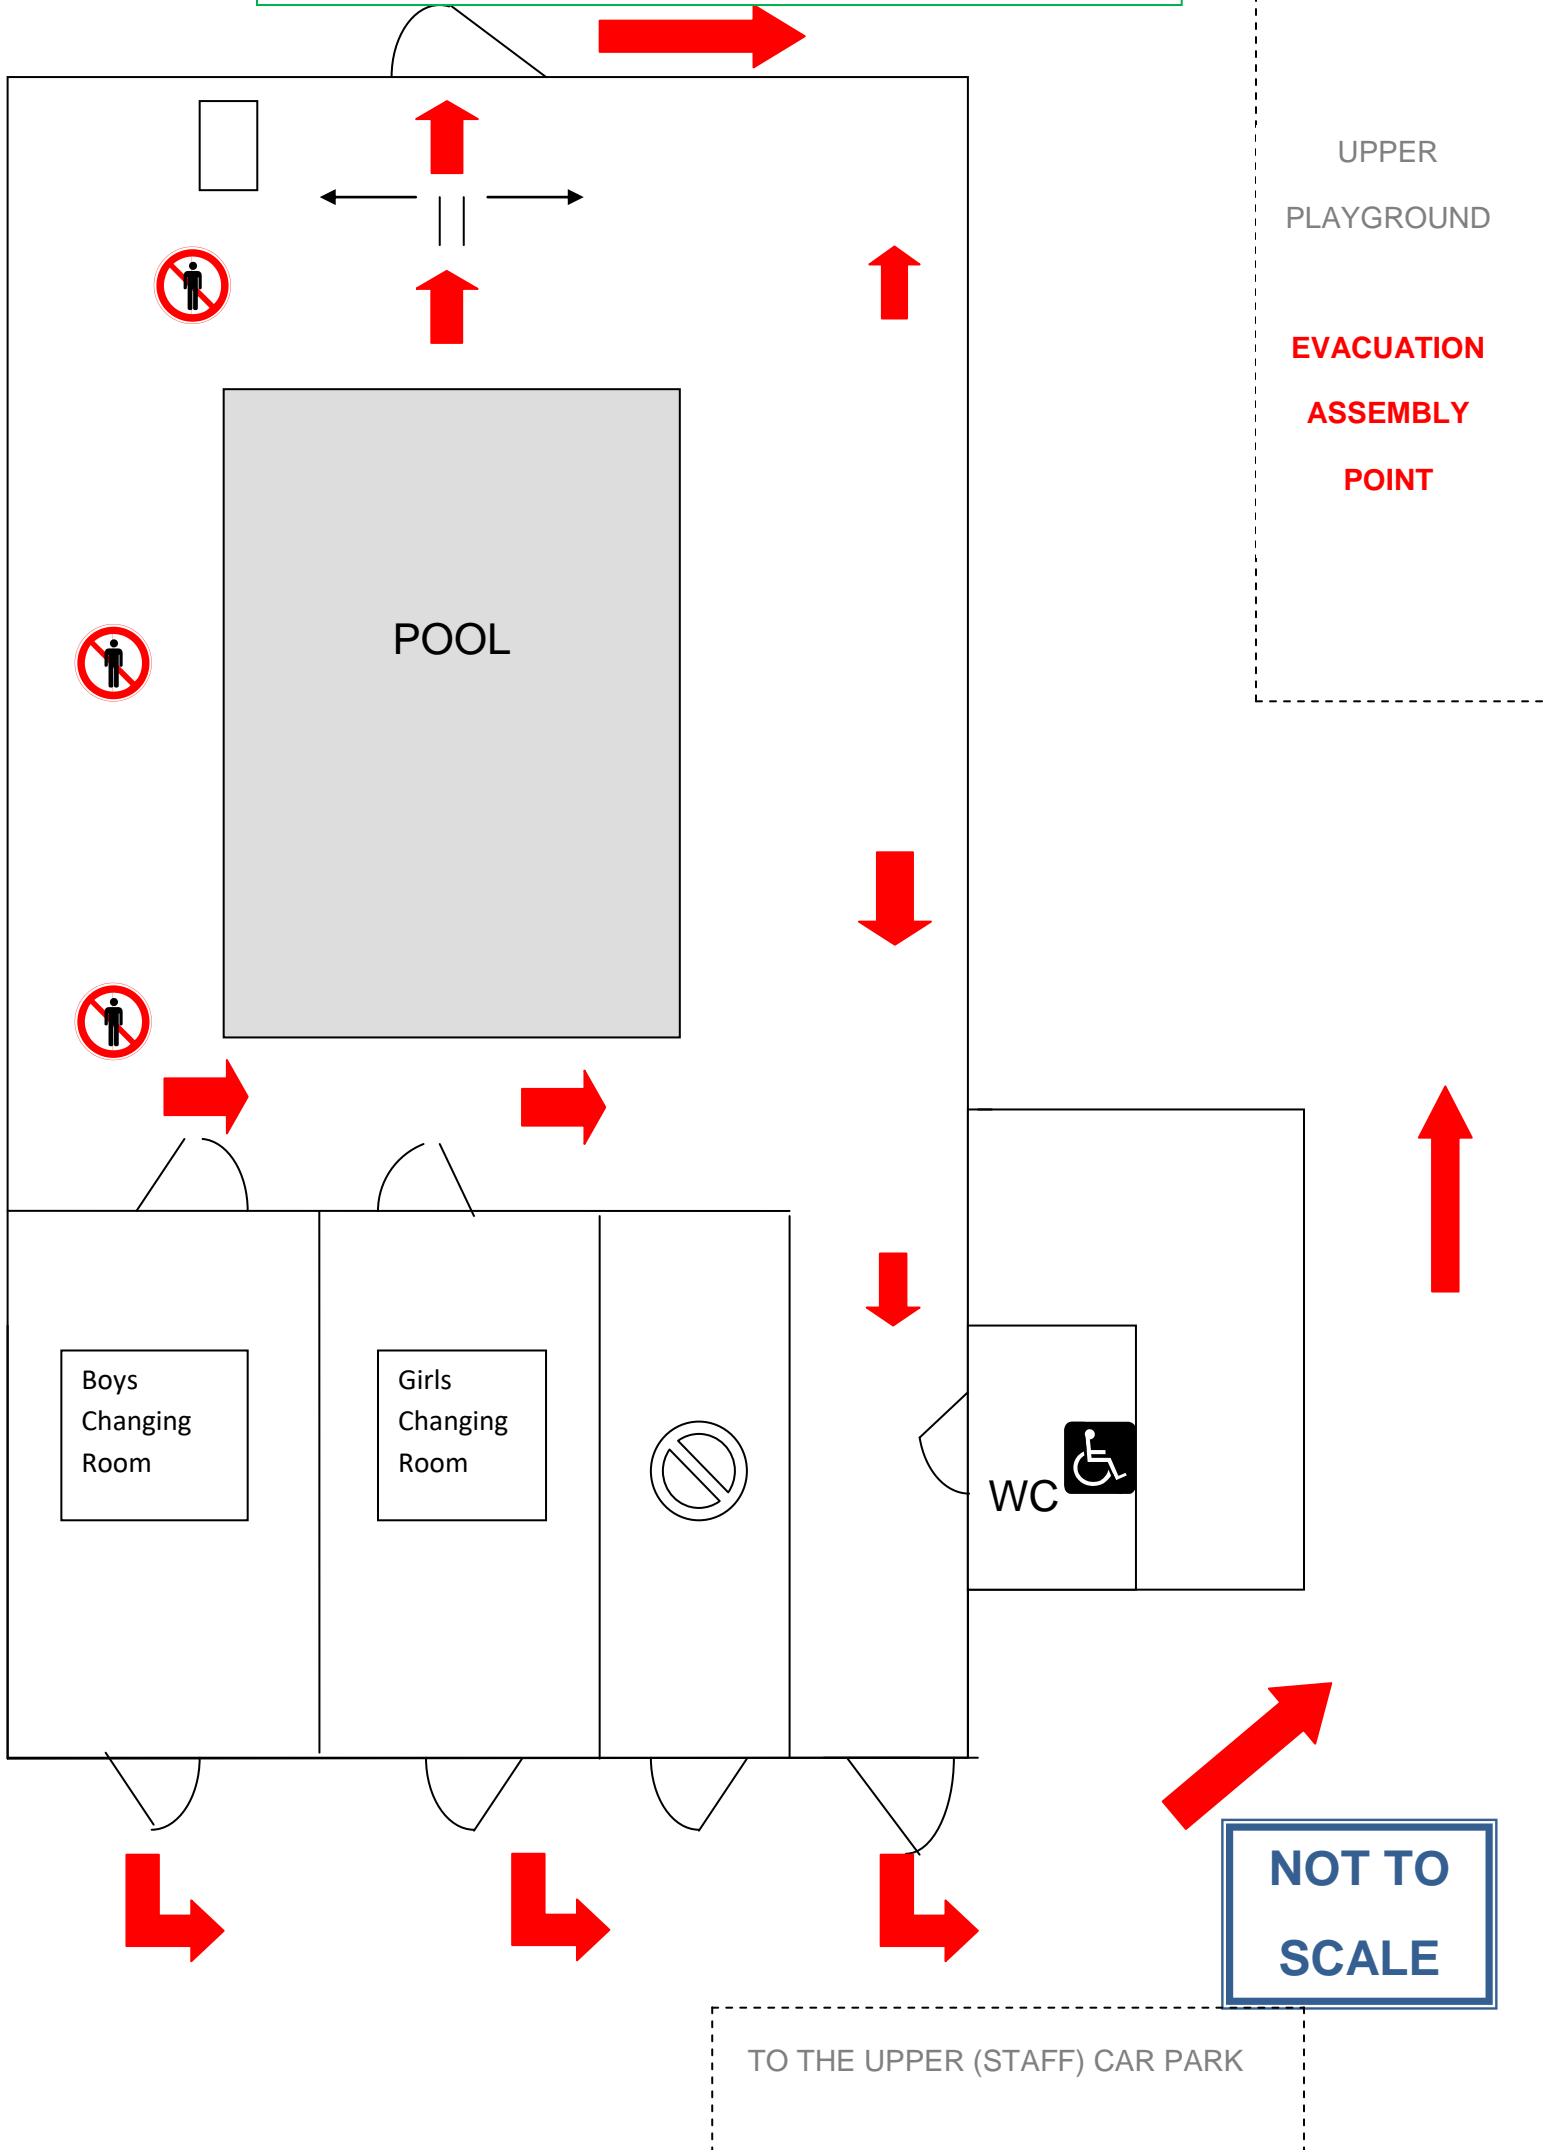 UPPER
PLAYGROUND
EVACUATION
ASSEMBLY
POINT
POOL
Boys
Changing
Room
Girls
Changing
Room
WC
NOT TO
SCALE
TO THE UPPER (STAFF) CAR PARK